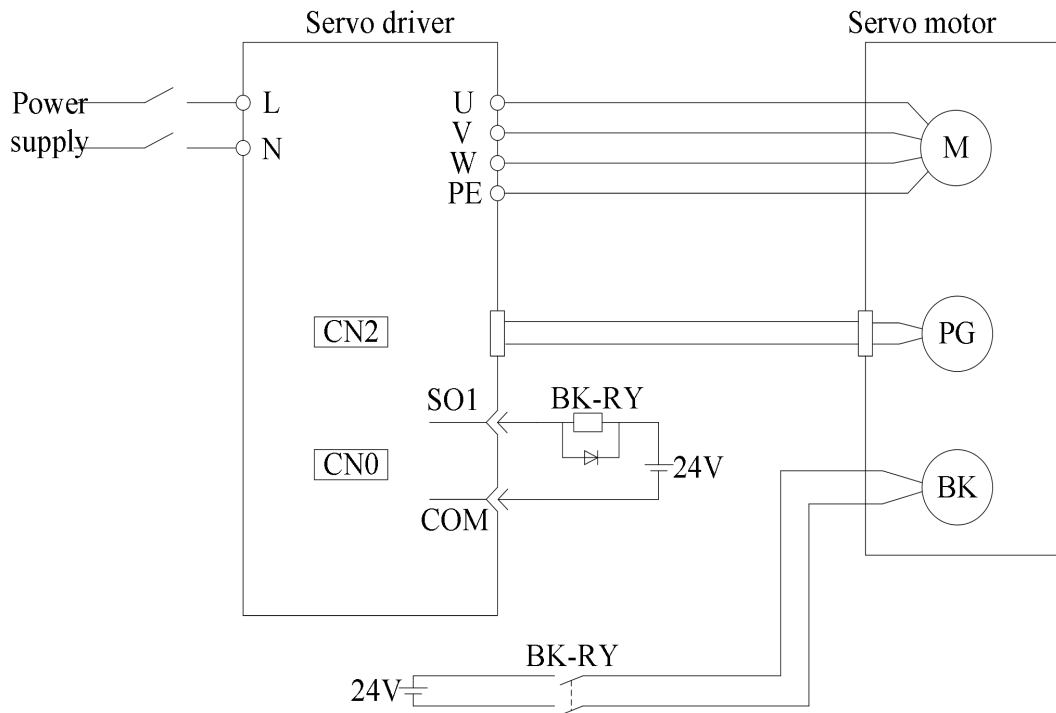 Servo driver
Servo motor
Power
supply
L
N
U
V
W
PE
M
CN2
PG
SO1
BK-RY
CN0
24V
COM
BK
BK-RY
24V